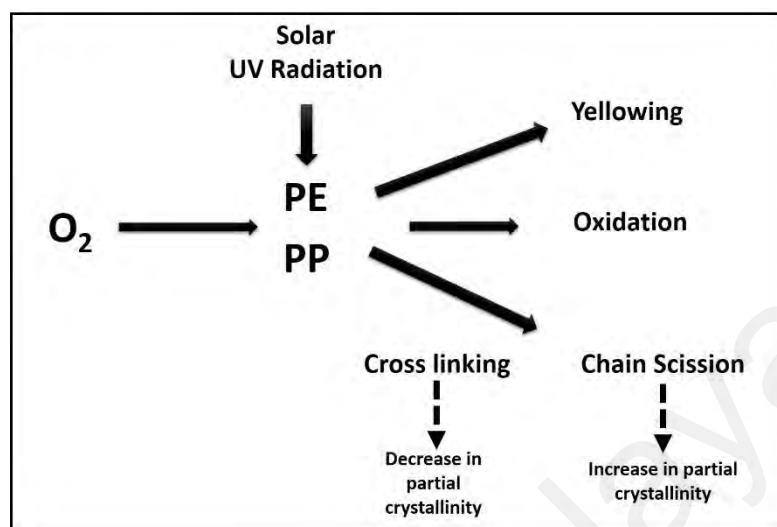 Solar
UV Radiation
Yellowing
PE
O₂
Oxidation
PP
Cross linking
Chain Scission
Decrease in
partial
crystallinity
Increase in partial
crystallinity